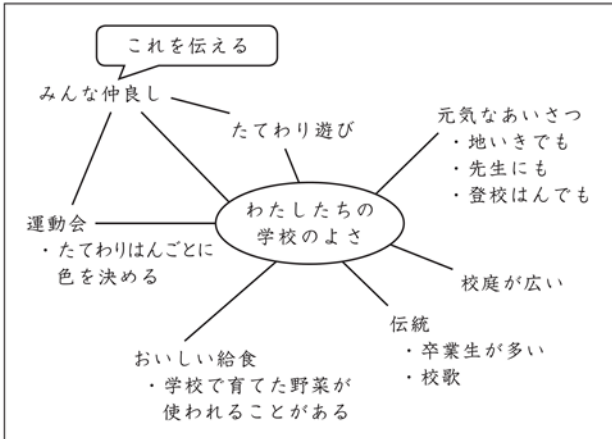 これを伝える
みんな仲良し
たてわり遊び
元気なあいさつ
・地いきでも
・先生にも
・登校はんでも
わたしたちの
学校のよさ
運動会
・たてわりはんごとに
色を決める
校庭が広い
伝統
・卒業生が多い
・校歌
おいしい給食
・学校で育てた野菜が
使われることがある